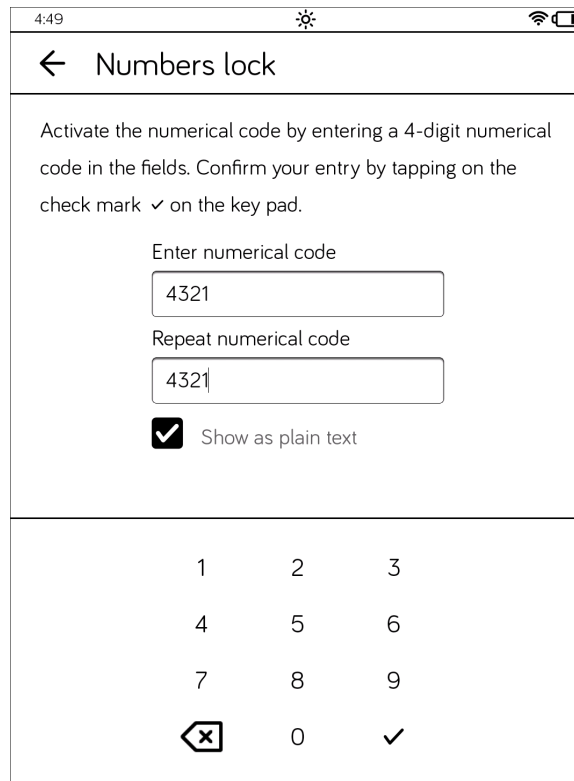 4:49
Numbers lock
Activate the numerical code by entering a 4-digit numerical
code in the fields. Confirm your entry by tapping on the
check mark ✓ on the key pad.
Enter numerical code
4321
Repeat numerical code
4321
Show as plain text
1 2 3
4 5 6
7 8 9
0 ✓